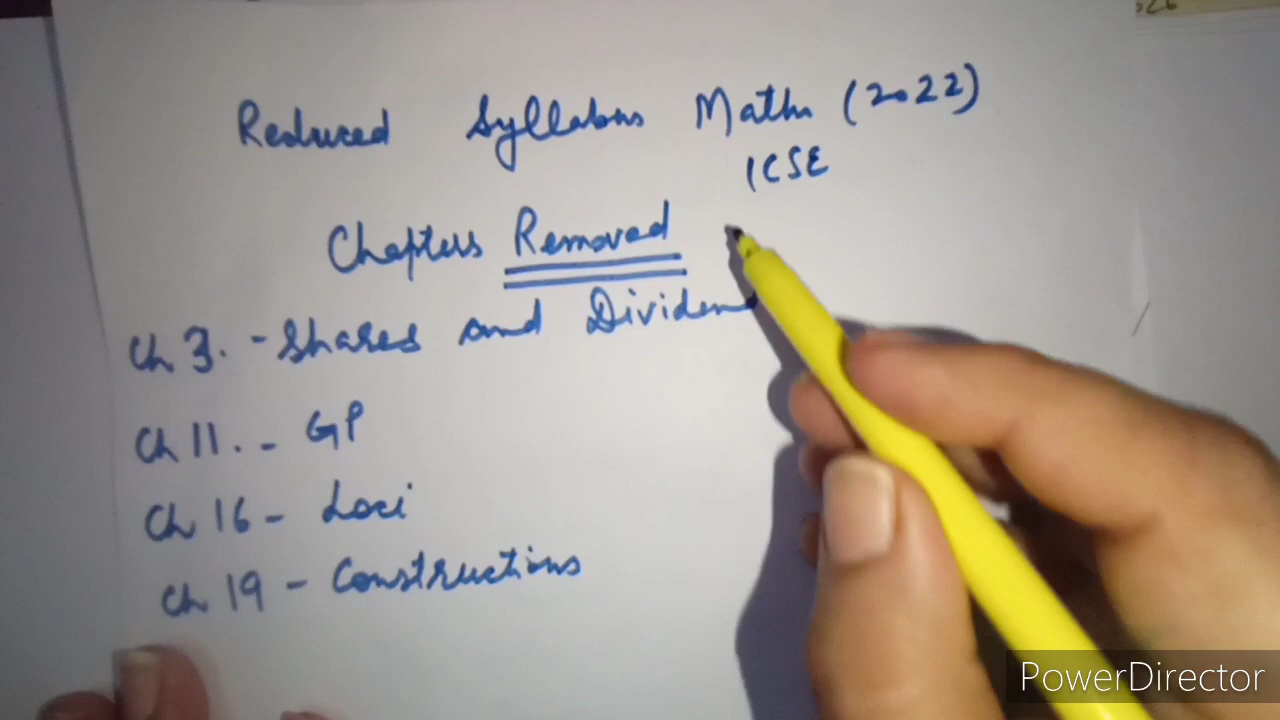 Reduced Syllabus Maths (2022)
ICSE
Chapters Removed
Ch 3. - Shares and Dividend
Ch 11. - GP
Ch 16 - Loci
Ch 19 - Constructions
PowerDirector